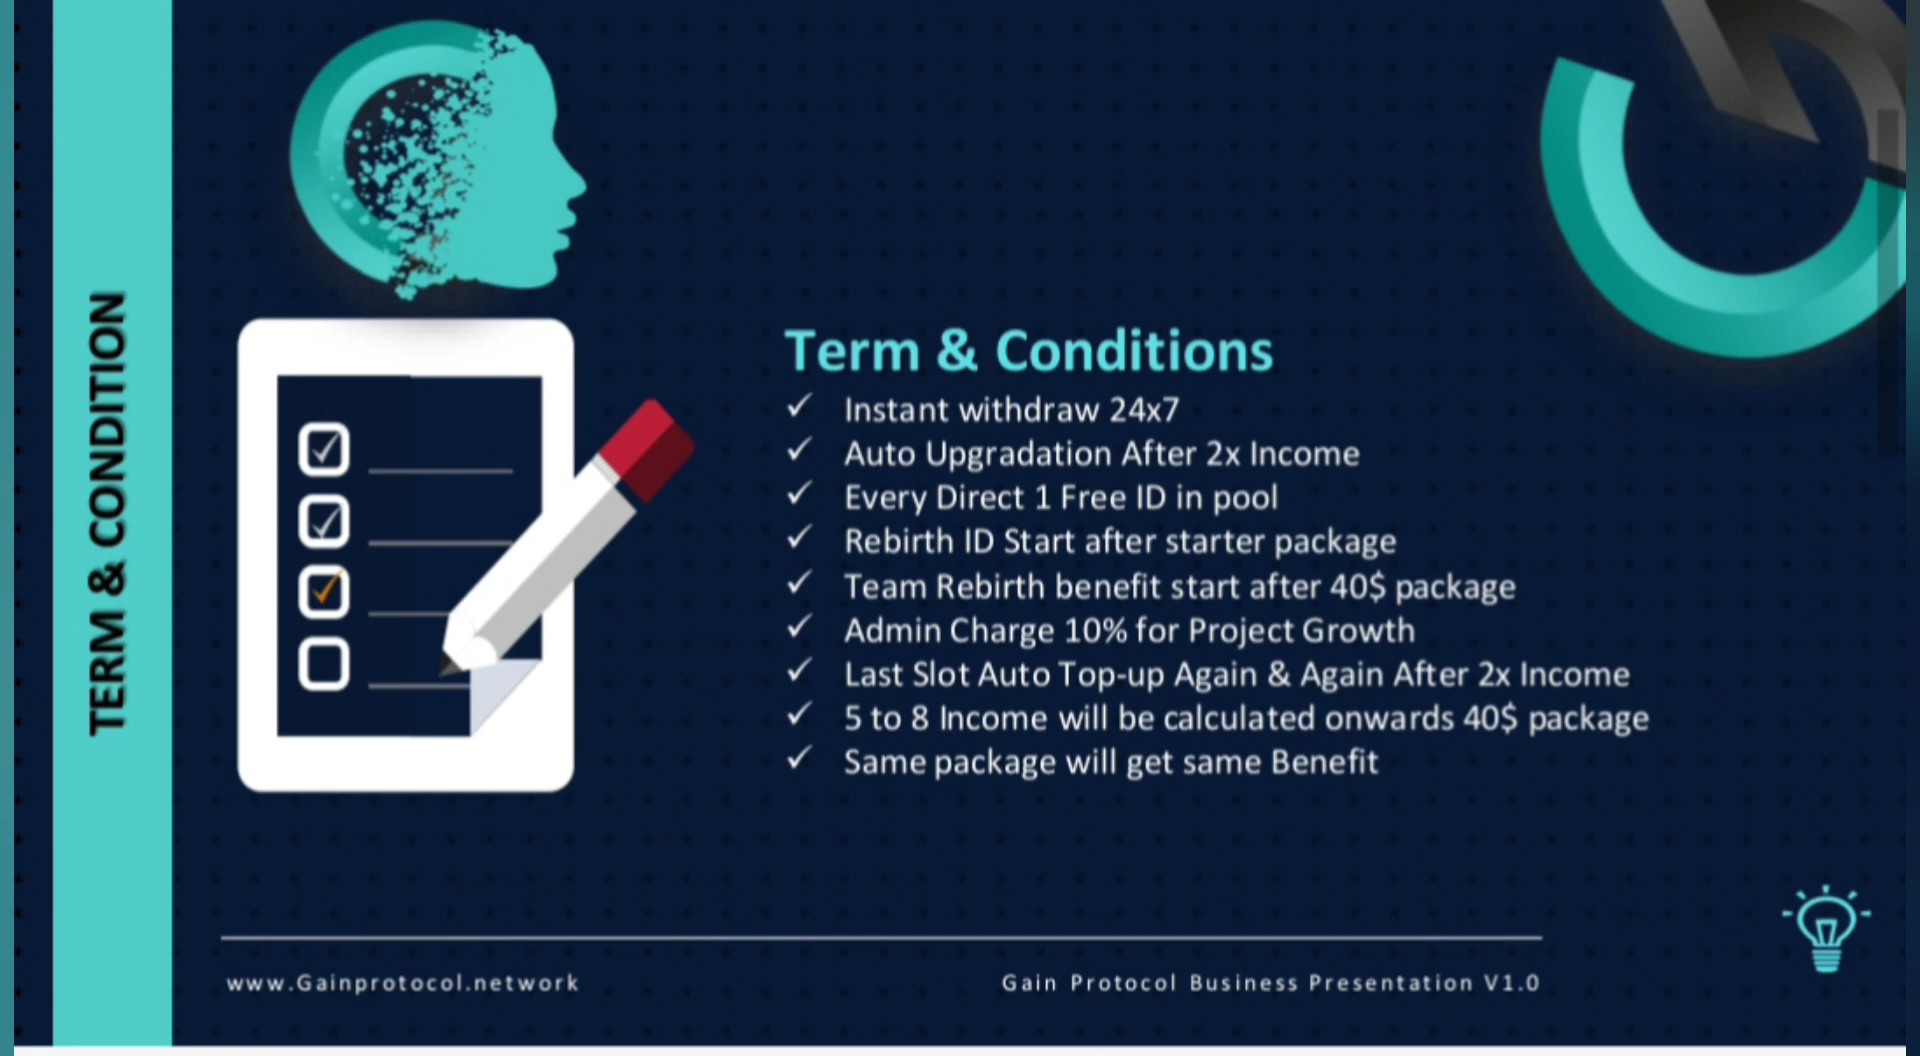 TERM & CONDITION
Term & Conditions
✓ Instant withdraw 24x7
✓ Auto Upgradation After 2x Income
✓ Every Direct 1 Free ID in pool
✓ Rebirth ID Start after starter package
✓ Team Rebirth benefit start after 40$ package
✓ Admin Charge 10% for Project Growth
✓ Last Slot Auto Top-up Again & Again After 2x Income
✓ 5 to 8 Income will be calculated onwards 40$ package
✓ Same package will get same Benefit
www.Gainprotocol.network
Gain Protocol Business Presentation V1.0